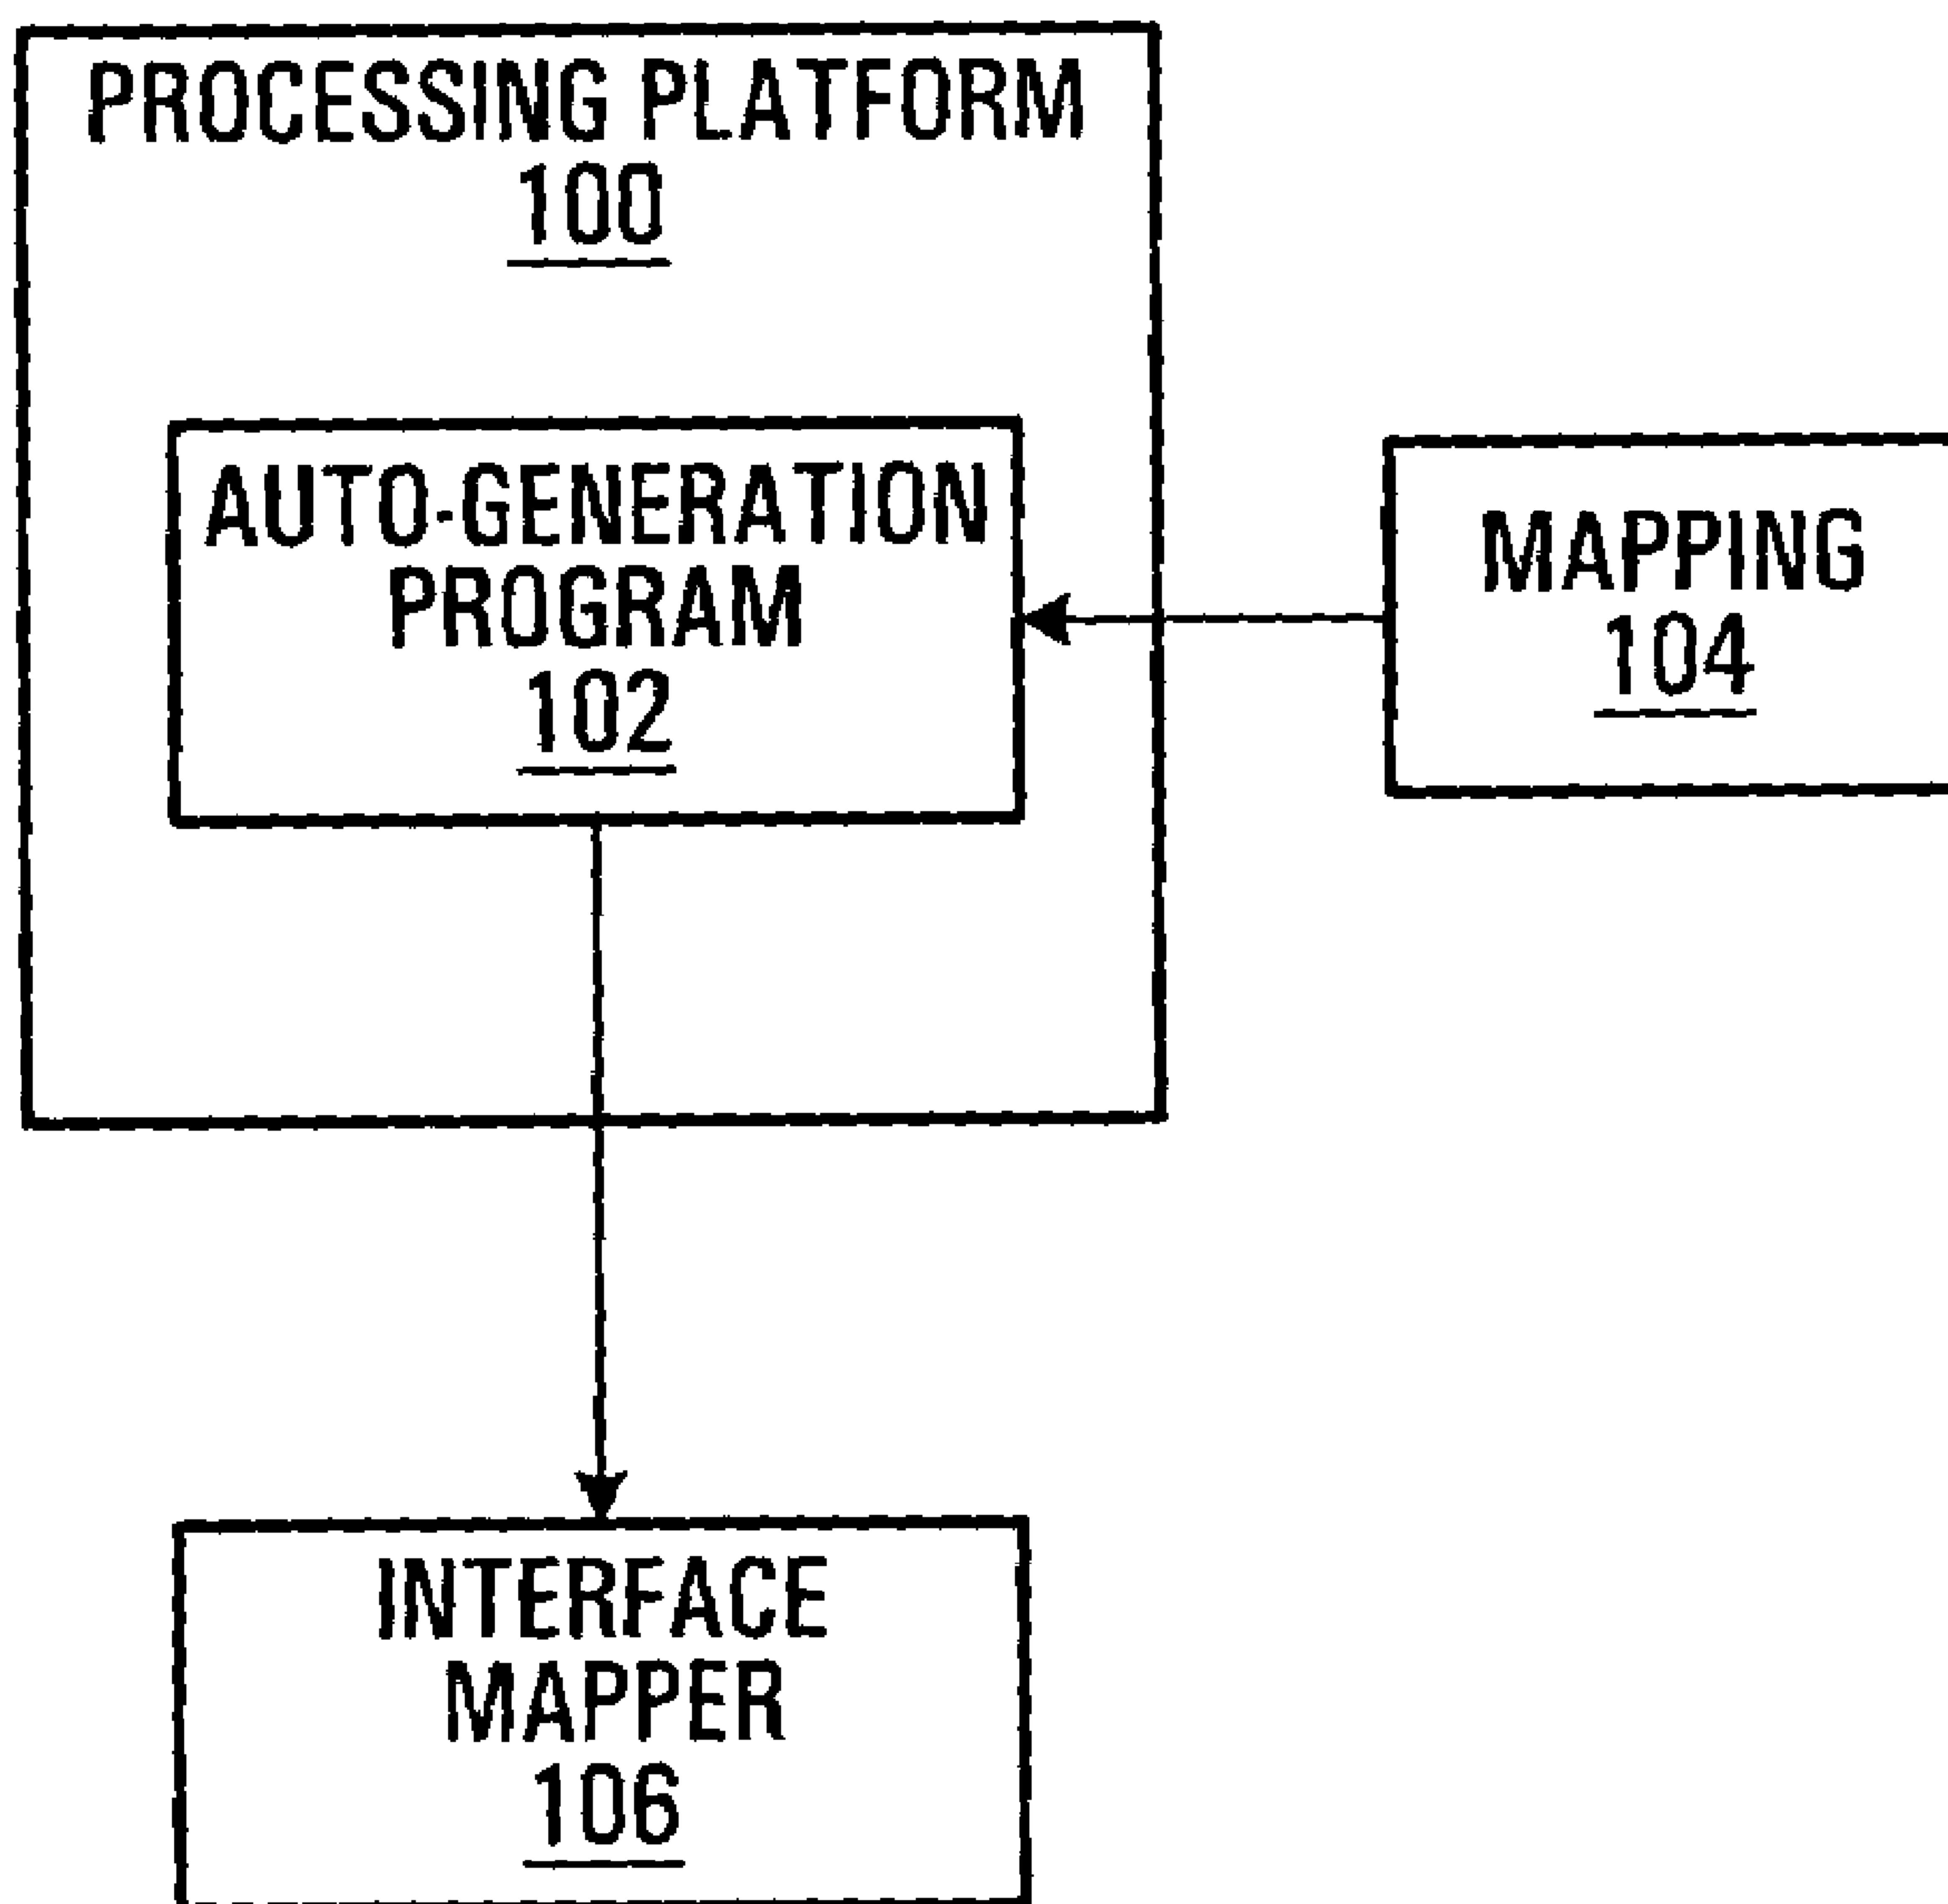 PROCESSING PLATFORM
100
AUTO-GENERATION
PROGRAM
102
MAPPING
104
INTERFACE
MAPPER
106